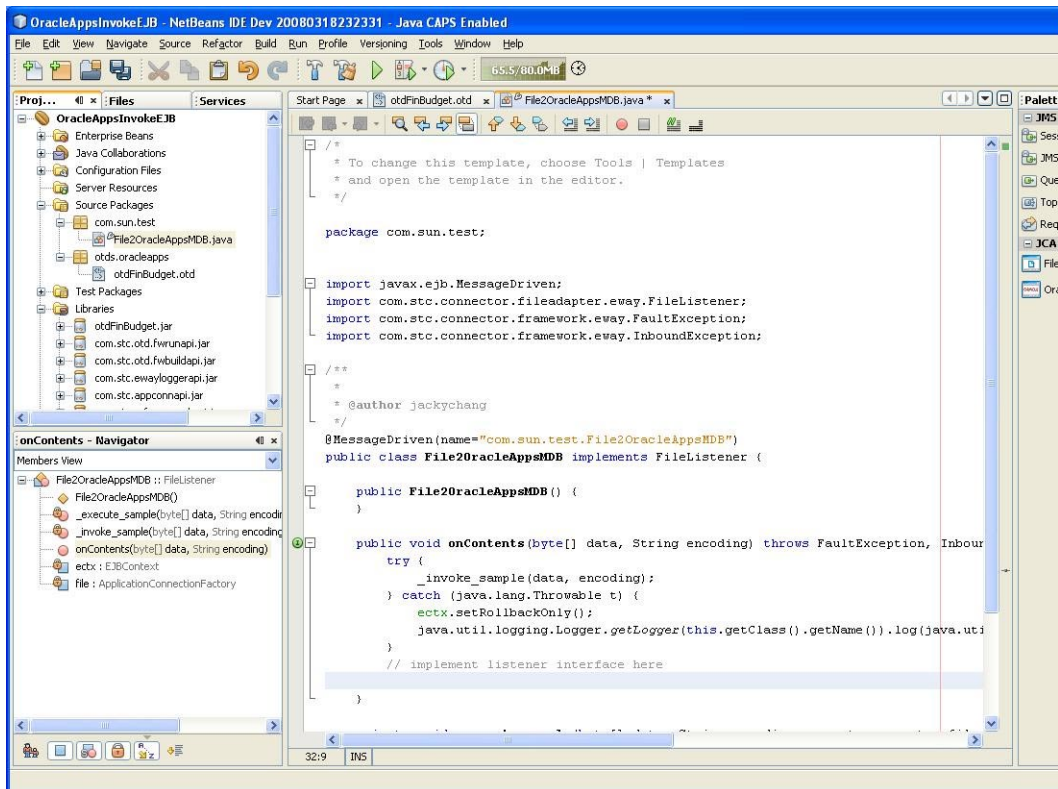 OracleAppsInvokeEJB - NetBeans IDE Dev 20080318232331 - Java CAPS Enabled
File Edit View Navigate Source Refactor Build Run Profile Versioning Tools Window Help
65.5/80.0MB
Proj... Files Services
OracleAppsInvokeEJB
Enterprise Beans
Java Collaborations
Configuration Files
Server Resources
Source Packages
com.sun.test
File2OracleAppsMDB.java
otds.oracleapps
otdFinBudget.otd
Test Packages
Libraries
otdFinBudget.jar
com.stc.otd.fwrunapi.jar
com.stc.otd.fwbuildapi.jar
com.stc.ewayloggerapi.jar
com.stc.appconnapi.jar
onContents - Navigator
Members View
File2OracleAppsMDB :: FileListener
File2OracleAppsMDB()
_execute_sample(byte[] data, String encodin
_invoke_sample(byte[] data, String encoding
onContents(byte[] data, String encoding)
ectx : EJBContext
file : ApplicationConnectionFactory
Start Page otdFinBudget.otd File2OracleAppsMDB.java *
/*
* To change this template, choose Tools | Templates
* and open the template in the editor.
*/
package com.sun.test;
import javax.ejb.MessageDriven;
import com.stc.connector.fileadapter.eway.FileListener;
import com.stc.connector.framework.eway.FaultException;
import com.stc.connector.framework.eway.InboundException;
/**
*
* @author jackychang
*/
@MessageDriven(name="com.sun.test.File2OracleAppsMDB")
public class File2OracleAppsMDB implements FileListener {
public File2OracleAppsMDB() {
}
public void onContents(byte[] data, String encoding) throws FaultException, Inboun
try {
_invoke_sample(data, encoding);
} catch (java.lang.Throwable t) {
ectx.setRollbackOnly();
java.util.logging.Logger.getLogger(this.getClass().getName()).log(java.uti
}
// implement listener interface here
}
32:9 INS
Palett
JMS
Ses
JMS
Que
Top
Req
JCA
File
Ora